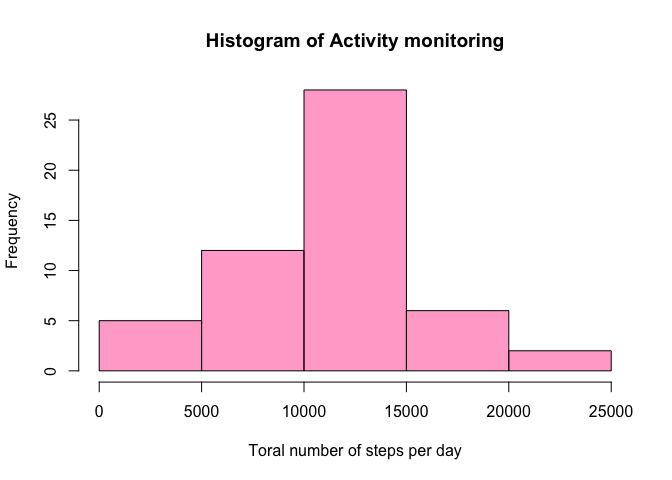 Histogram of Activity monitoring
Frequency
25
20
15
10
5
0
0 5000 10000 15000 20000 25000
Toral number of steps per day